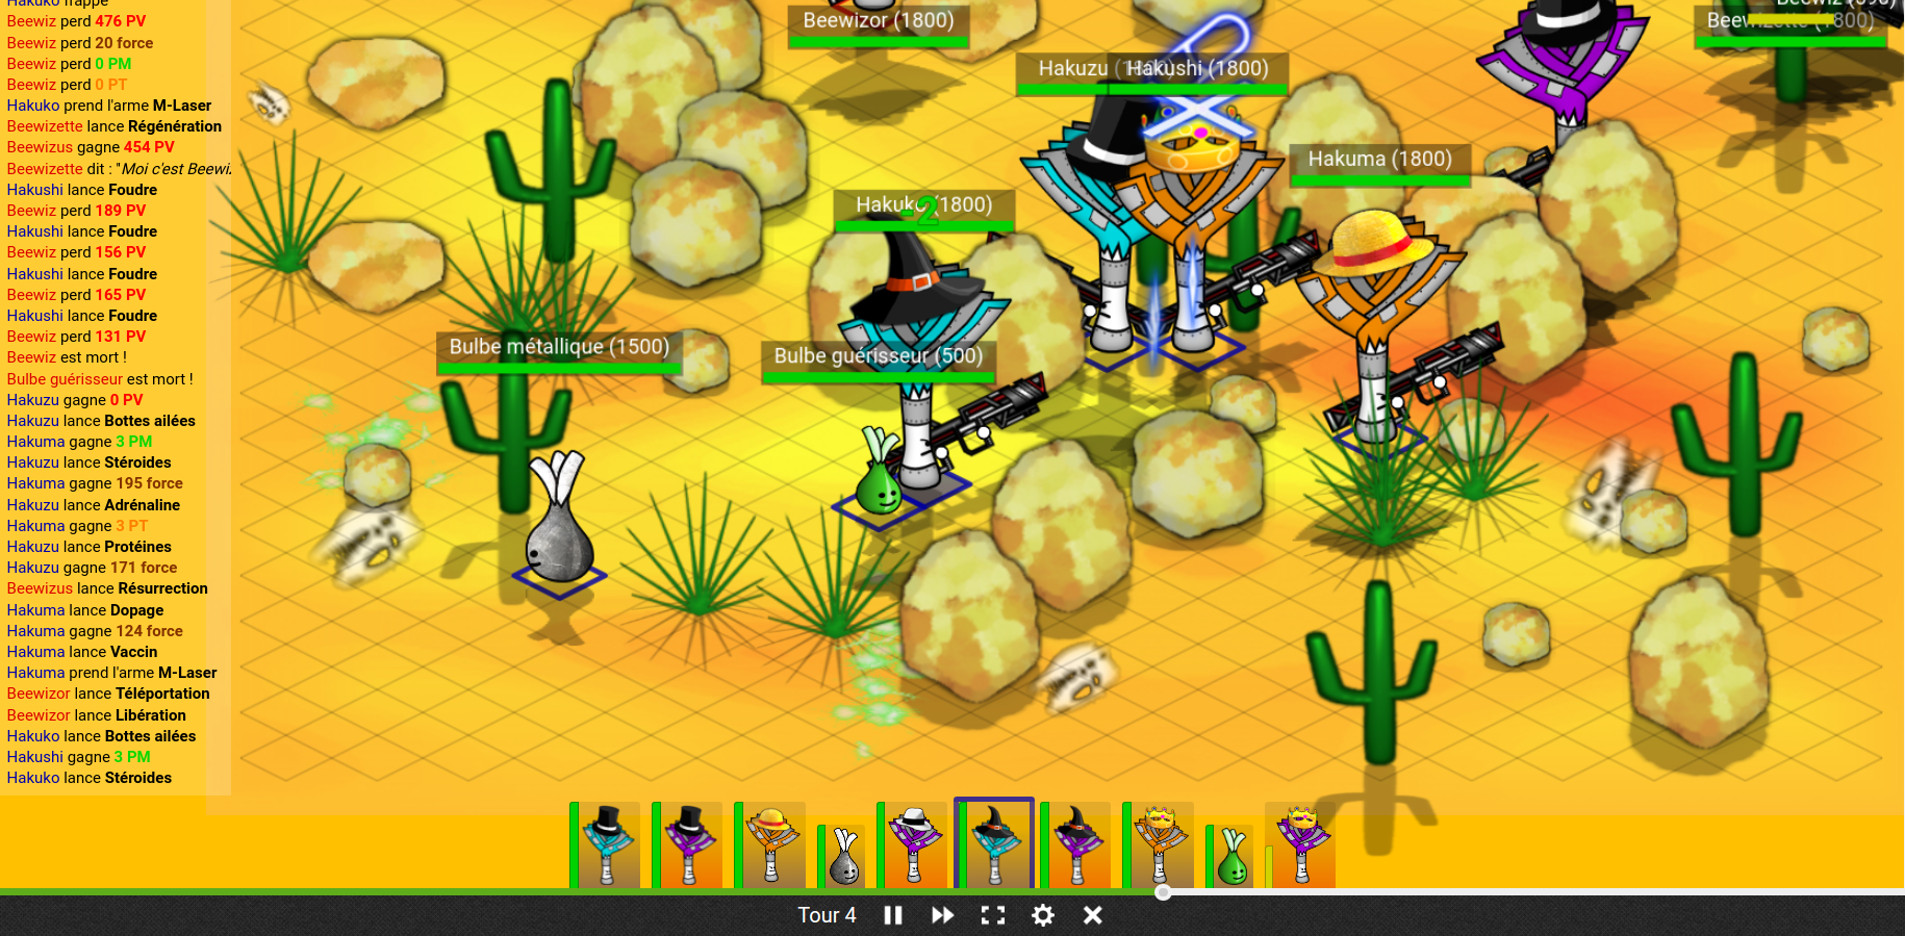 Hakuko frappe
Beewiz perd 476 PV
Beewiz perd 20 force
Beewiz perd 0 PM
Beewiz perd 0 PT
Hakuko prend l'arme M-Laser
Beewizette lance Régénération
Beewizus gagne 454 PV
Beewizette dit : "Moi c'est Beewi
Hakushi lance Foudre
Beewiz perd 189 PV
Hakushi lance Foudre
Beewiz perd 156 PV
Hakushi lance Foudre
Beewiz perd 165 PV
Hakushi lance Foudre
Beewiz perd 131 PV
Beewiz est mort !
Bulbe guérisseur est mort !
Hakuzu gagne 0 PV
Hakuzu lance Bottes ailées
Hakuma gagne 3 PM
Hakuzu lance Stéroides
Hakuma gagne 195 force
Hakuzu lance Adrénaline
Hakuma gagne 3 PT
Hakuzu lance Protéines
Hakuzu gagne 171 force
Beewizus lance Résurrection
Hakuma lance Dopage
Hakuma gagne 124 force
Hakuma lance Vaccin
Hakuma prend l'arme M-Laser
Beewizor lance Téléportation
Beewizor lance Libération
Hakuko lance Bottes ailées
Hakushi gagne 3 PM
Hakuko lance Stéroides
Beewizor (1800)
Hakuzu
Hakushi (1800)
Hakuma (1800)
Hakuko (1800)
-2
Bulbe métallique (1500)
Bulbe guérisseur (500)
Tour 4